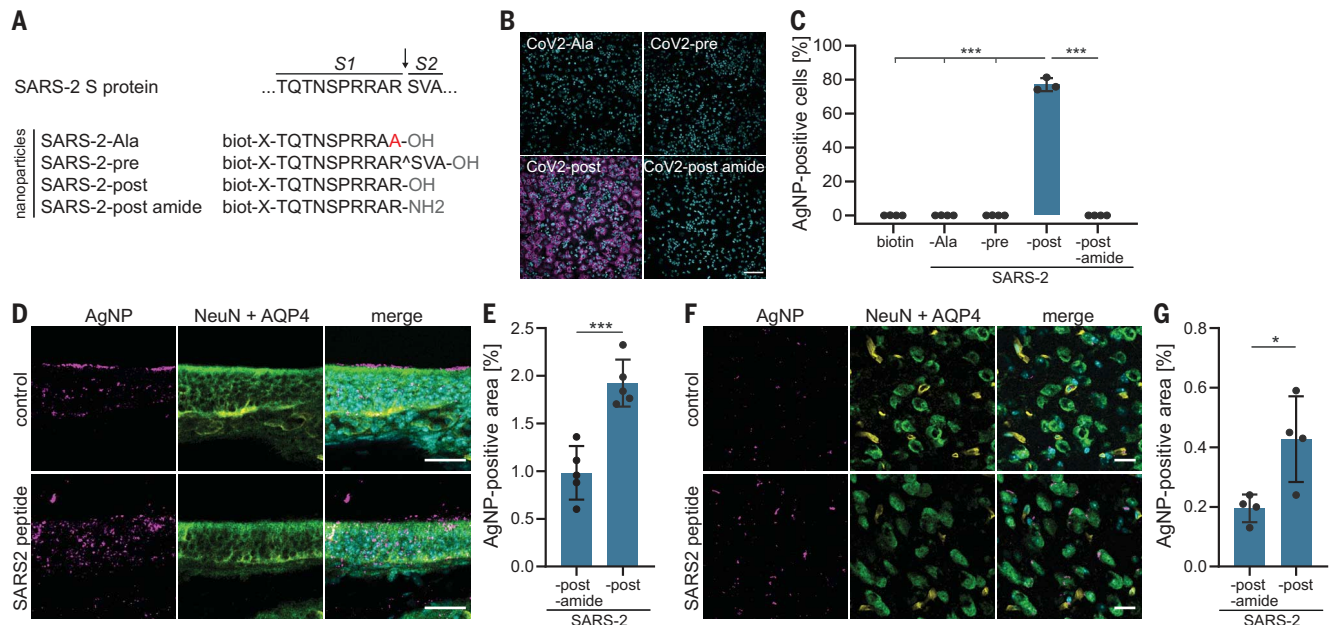 A
S1 S2
SARS-2 S protein ...TQTNSPRRAR SVA...
nanoparticles
SARS-2-Ala biot-X-TQTNSPRRAA-OH
SARS-2-pre biot-X-TQTNSPRRAR^SVA-OH
SARS-2-post biot-X-TQTNSPRRAR-OH
SARS-2-post amide biot-X-TQTNSPRRAR-NH2
B
CoV2-Ala CoV2-pre
CoV2-post CoV2-post amide
C
AgNP-positive cells [%]
100
80
60
40
20
0
*** ***
biotin -Ala -pre -post -post
-amide
SARS-2
D
AgNP NeuN + AQP4 merge
control
SARS2 peptide
E
AgNP-positive area [%]
2.5
2.0
1.5
1.0
0.5
0.0
***
-post -post
-amide
SARS-2
F
AgNP NeuN + AQP4 merge
control
SARS2 peptide
G
AgNP-positive area [%]
0.8
0.6
0.4
0.2
0.0
*
-post -post
-amide
SARS-2